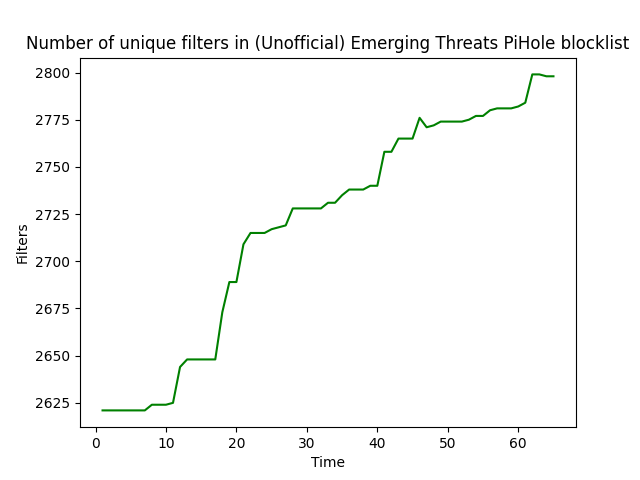 Number of unique filters in (Unofficial) Emerging Threats PiHole blocklist
2800
2775
2750
2725
2700
2675
2650
2625
Filters
0 10 20 30 40 50 60
Time